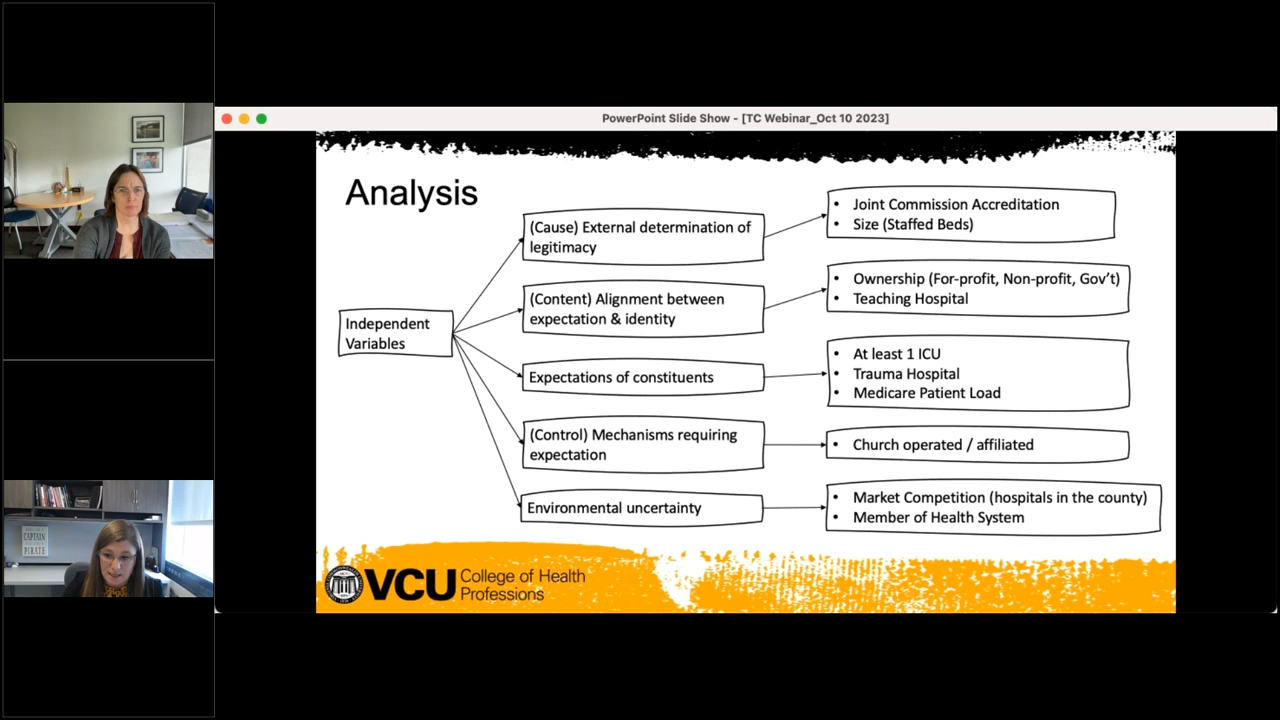 PowerPoint Slide Show - [TC Webinar_Oct 10 2023]
Analysis
Independent
Variables
(Cause) External determination of
legitimacy
• Joint Commission Accreditation
• Size (Staffed Beds)
(Content) Alignment between
expectation & identity
• Ownership (For-profit, Non-profit, Gov’t)
• Teaching Hospital
Expectations of constituents
• At least 1 ICU
• Trauma Hospital
• Medicare Patient Load
(Control) Mechanisms requiring
expectation
• Church operated / affiliated
Environmental uncertainty
• Market Competition (hospitals in the county)
• Member of Health System
VCU
College of Health
Professions
CAPTAIN
PIRATE